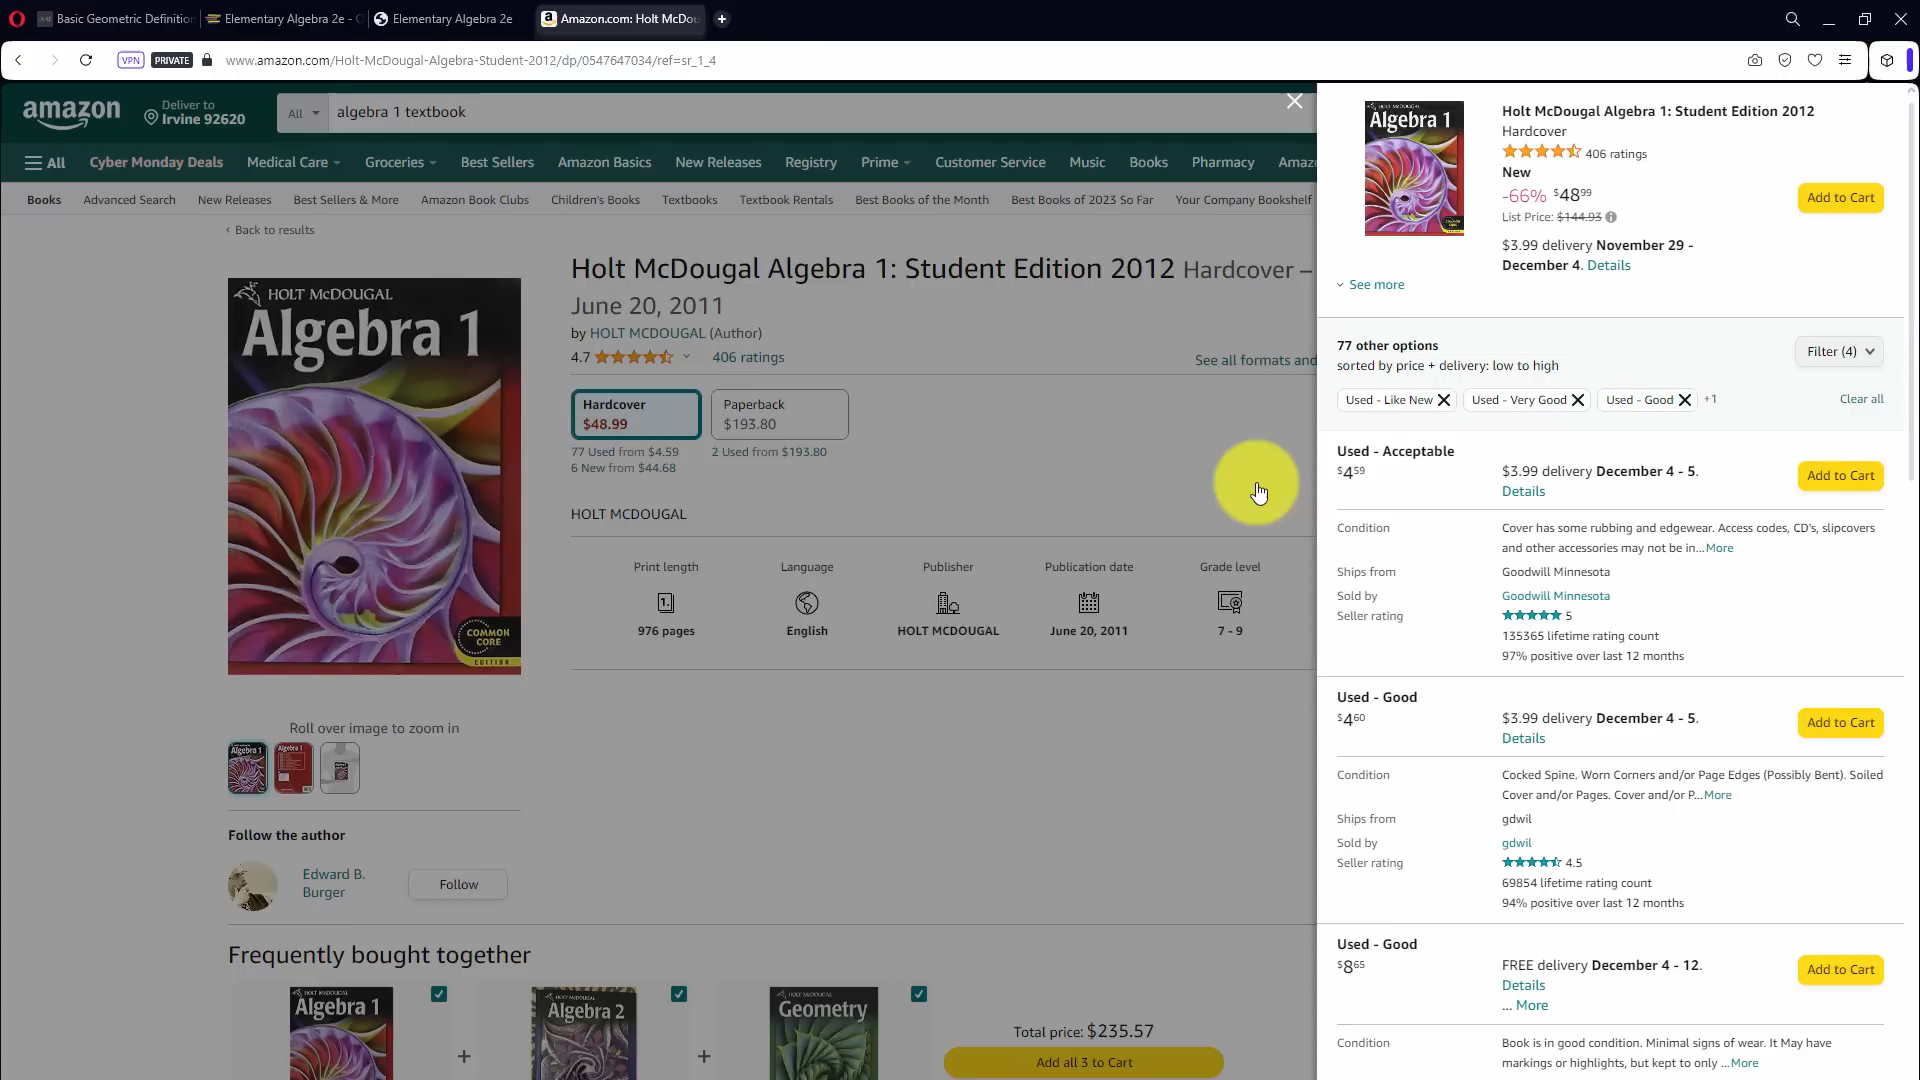 Basic Geometric Definition
Elementary Algebra 2e - O
Elementary Algebra 2e
Amazon.com: Holt McDou
VPN
PRIVATE
www.amazon.com/Holt-McDougal-Algebra-Student-2012/dp/0547647034/ref=sr_1_4
amazon
Deliver to
Irvine 92620
All
algebra 1 textbook
All
Cyber Monday Deals
Medical Care
Groceries
Best Sellers
Amazon Basics
New Releases
Registry
Prime
Customer Service
Music
Books
Pharmacy
Amaz
Books
Advanced Search
New Releases
Best Sellers & More
Amazon Book Clubs
Children's Books
Textbooks
Textbook Rentals
Best Books of the Month
Best Books of 2023 So Far
Your Company Bookshelf
‹ Back to results
HOLT McDOUGAL
Algebra 1
COMMON
CORE
EDITION
Roll over image to zoom in
Algebra 1
Algebra 1
Follow the author
Edward B.
Burger
Follow
Holt McDougal Algebra 1: Student Edition 2012 Hardcover –
June 20, 2011
by HOLT MCDOUGAL (Author)
4.7
406 ratings
See all formats and
Hardcover
$48.99
77 Used from $4.59
6 New from $44.68
Paperback
$193.80
2 Used from $193.80
HOLT MCDOUGAL
Print length
976 pages
Language
English
Publisher
HOLT MCDOUGAL
Publication date
June 20, 2011
Grade level
7 - 9
Frequently bought together
HOLT McDOUGAL
Algebra 1
+
HOLT McDOUGAL
Algebra 2
+
HOLT McDOUGAL
Geometry
Total price: $235.57
Add all 3 to Cart
Algebra 1
Holt McDougal Algebra 1: Student Edition 2012
Hardcover
406 ratings
New
-66% $48.99
List Price: $144.93
Add to Cart
$3.99 delivery November 29 -
December 4. Details
See more
77 other options
sorted by price + delivery: low to high
Filter (4)
Used - Like New
Used - Very Good
Used - Good
+1
Clear all
Used - Acceptable
$4.59
$3.99 delivery December 4 - 5.
Details
Add to Cart
Condition
Cover has some rubbing and edgewear. Access codes, CD's, slipcovers
and other accessories may not be in...More
Ships from
Goodwill Minnesota
Sold by
Goodwill Minnesota
Seller rating
5
135365 lifetime rating count
97% positive over last 12 months
Used - Good
$4.60
$3.99 delivery December 4 - 5.
Details
Add to Cart
Condition
Cocked Spine. Worn Corners and/or Page Edges (Possibly Bent). Soiled
Cover and/or Pages. Cover and/or P...More
Ships from
gdwil
Sold by
gdwil
Seller rating
4.5
69854 lifetime rating count
94% positive over last 12 months
Used - Good
$8.65
FREE delivery December 4 - 12.
Details
... More
Add to Cart
Condition
Book is in good condition. Minimal signs of wear. It May have
markings or highlights, but kept to only ...More